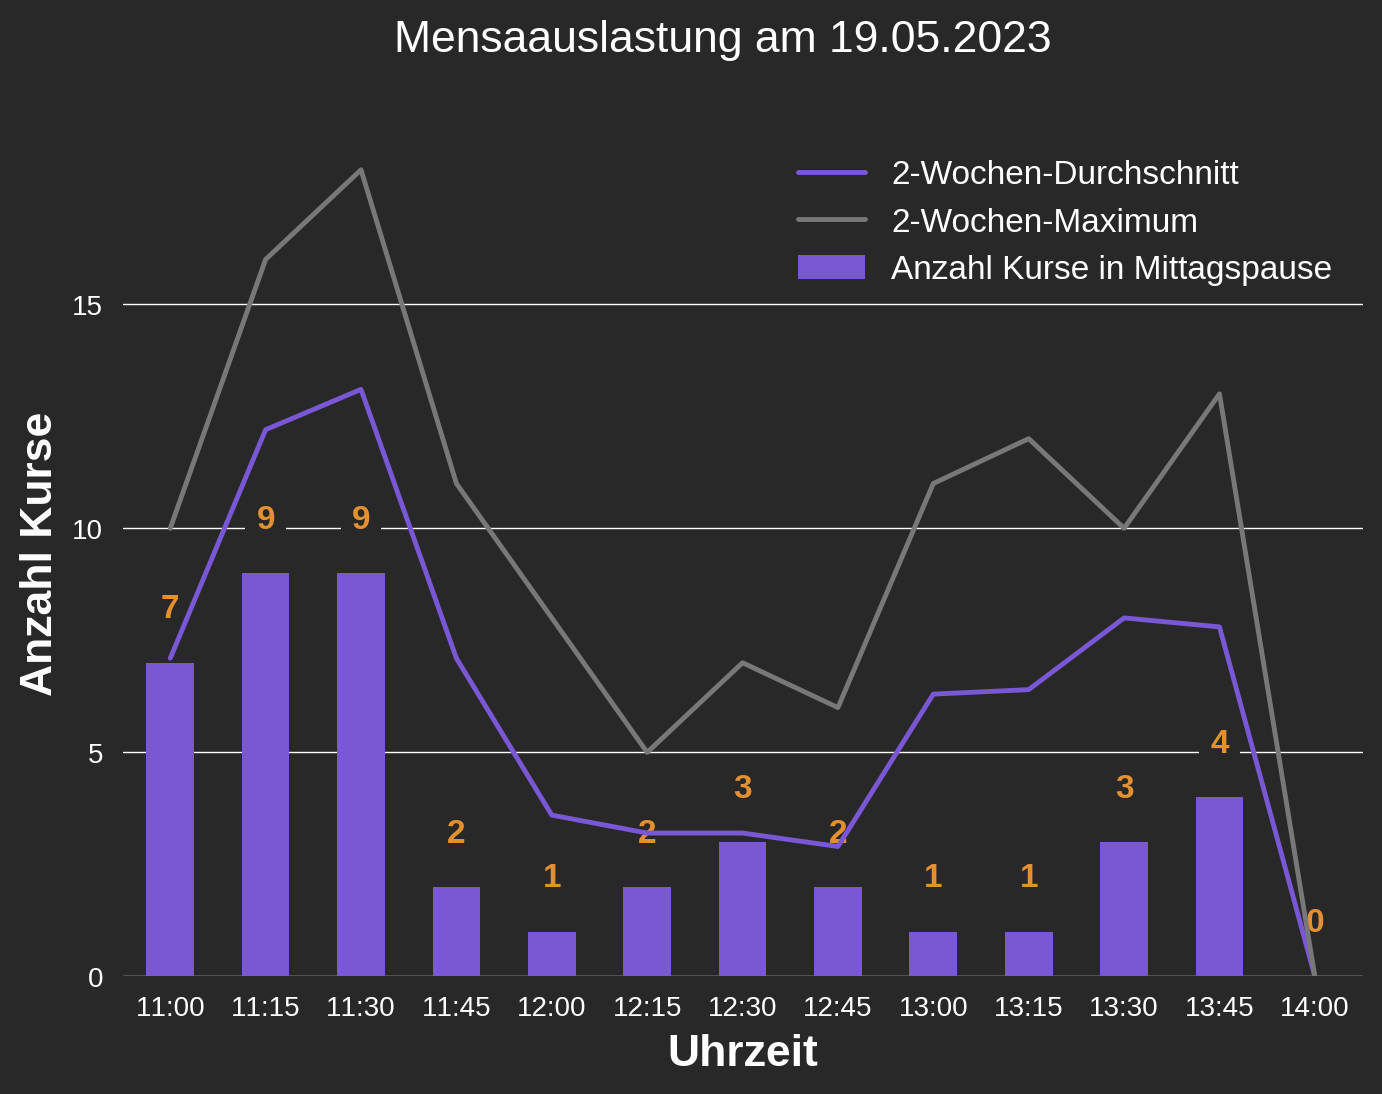 Mensaauslastung am 19.05.2023
2-Wochen-Durchschnitt
2-Wochen-Maximum
Anzahl Kurse in Mittagspause
Anzahl Kurse
15
10
5
0
7
9
9
2
1
2
3
2
1
1
3
4
0
11:00 11:15 11:30 11:45 12:00 12:15 12:30 12:45 13:00 13:15 13:30 13:45 14:00
Uhrzeit